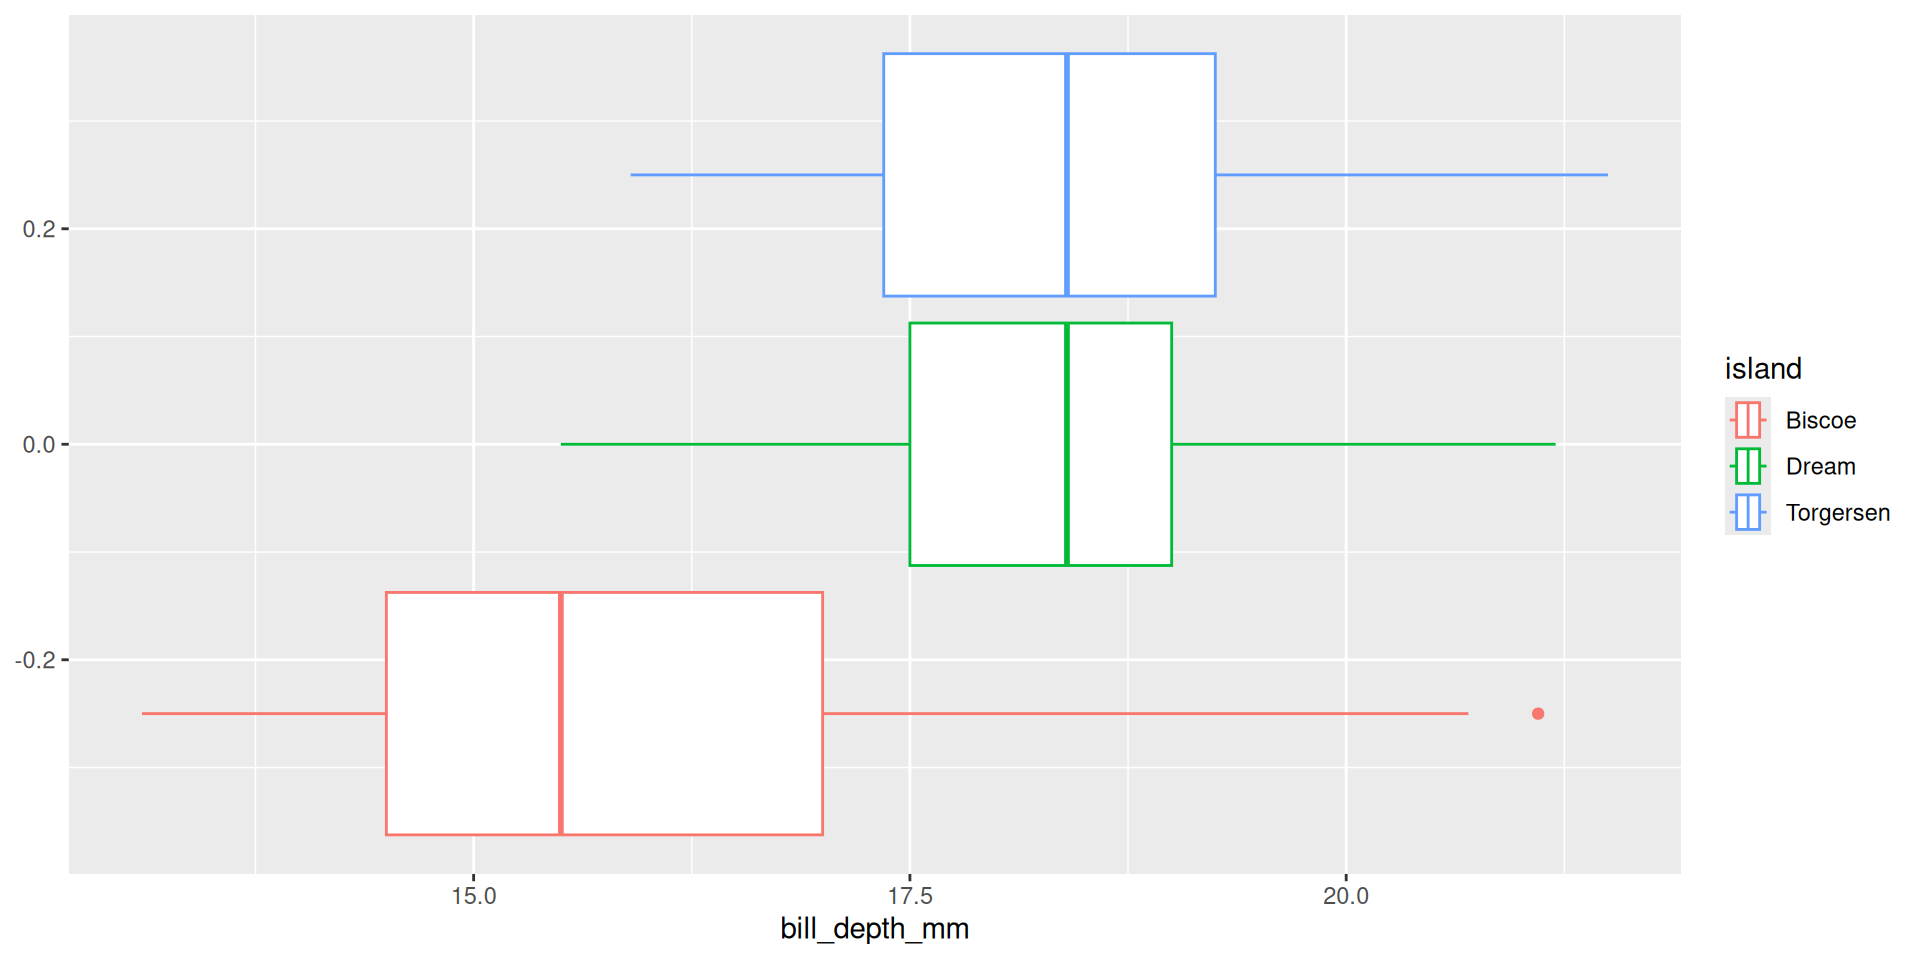 0.2
0.0
-0.2
15.0
17.5
20.0
bill_depth_mm
island
Biscoe
Dream
Torgersen